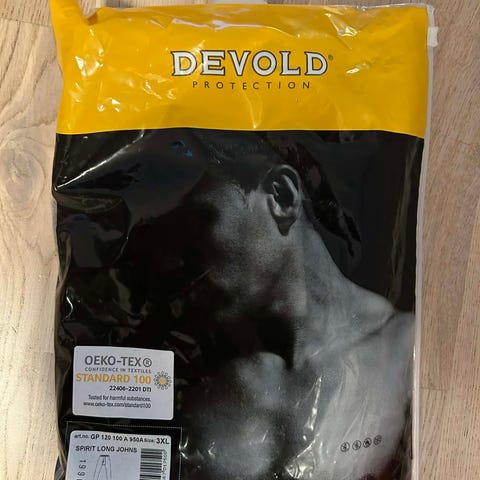 DEVOLD®
PROTECTION
OEKO-TEX®
CONFIDENCE IN TEXTILES
STANDARD 100
22406-2201 DTI
Tested for harmful substances.
www.oeko-tex.com/standard100
art.no. GP 120 100 A 950A Size: 3XL
SPIRIT LONG JOHNS